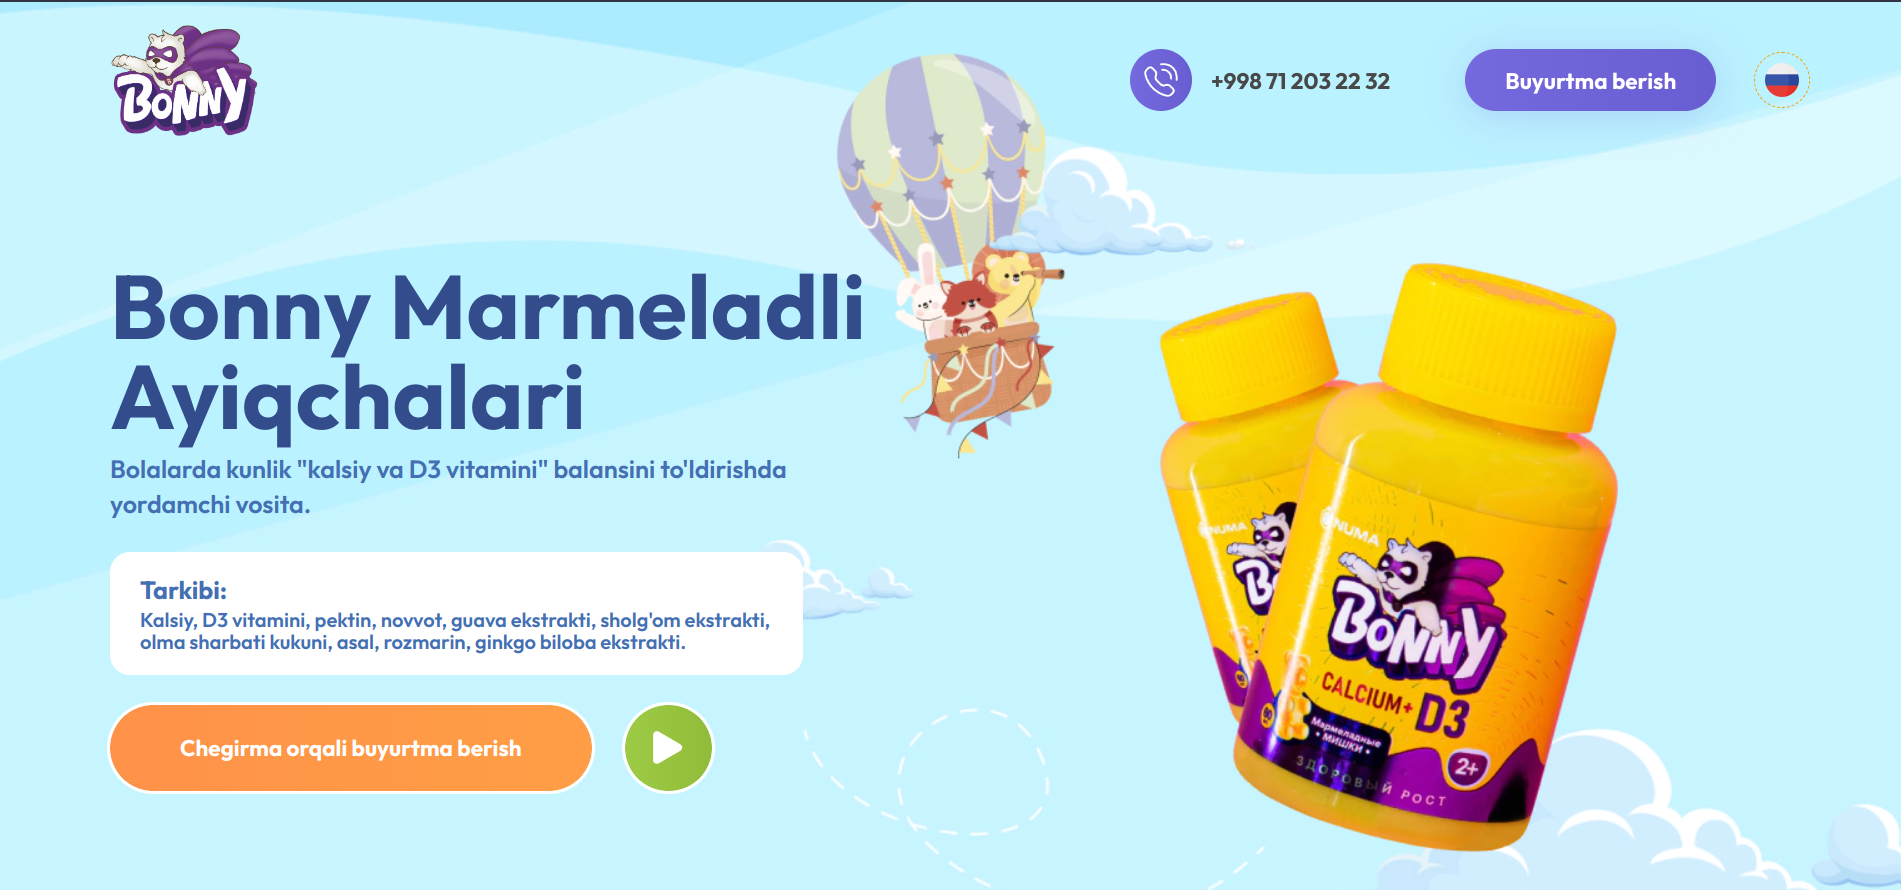 BONNY
+998 71 203 22 32
Buyurtma berish
Bonny Marmeladli
Ayiqchalari
Bolalarda kunlik "kalsiy va D3 vitamini" balansini to'ldirishda
yordamchi vosita.
Tarkibi:
Kalsiy, D3 vitamini, pektin, novvot, guava ekstrakti, sholg'om ekstrakti,
olma sharbati kukuni, asal, rozmarin, ginkgo biloba ekstrakti.
Chegirma orqali buyurtma berish
NUMA
NUMA
BONNY
CALCIUM+ D3
Мармеладные
• МИШКИ •
2+
ЗДОРОВЫЙ РОСТ